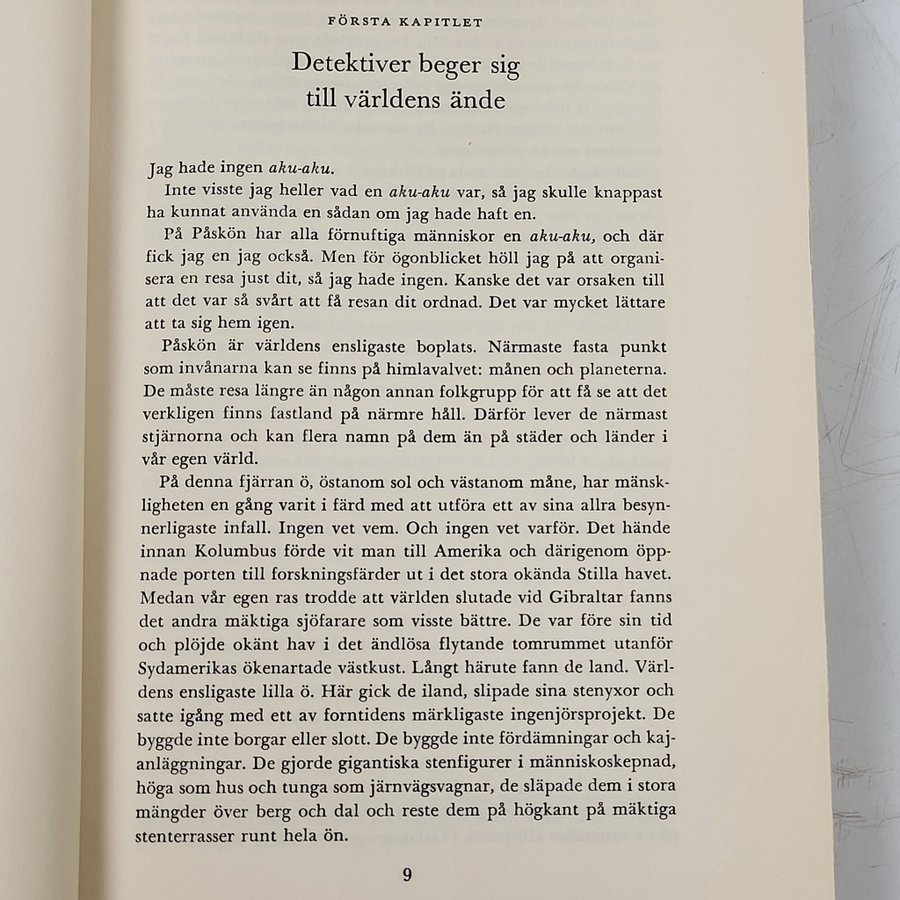 FÖRSTA KAPITLET
Detektiver beger sig
till världens ände
Jag hade ingen aku-aku.
Inte visste jag heller vad en aku-aku var, så jag skulle knappast
ha kunnat använda en sådan om jag hade haft en.
På Påskön har alla förnuftiga människor en aku-aku, och där
fick jag en jag också. Men för ögonblicket höll jag på att organi-
sera en resa just dit, så jag hade ingen. Kanske det var orsaken till
att det var så svårt att få resan dit ordnad. Det var mycket lättare
att ta sig hem igen.
Påskön är världens ensligaste boplats. Närmaste fasta punkt
som invånarna kan se finns på himlavalvet: månen och planeterna.
De måste resa längre än någon annan folkgrupp för att få se att det
verkligen finns fastland på närmre håll. Därför lever de närmast
stjärnorna och kan flera namn på dem än på städer och länder i
vår egen värld.
På denna fjärran ö, östanom sol och västanom måne, har mänsk-
ligheten en gång varit i färd med att utföra ett av sina allra besyn-
nerligaste infall. Ingen vet vem. Och ingen vet varför. Det hände
innan Kolumbus förde vit man till Amerika och därigenom öpp-
nade porten till forskningsfärder ut i det stora okända Stilla havet.
Medan vår egen ras trodde att världen slutade vid Gibraltar fanns
det andra mäktiga sjöfarare som visste bättre. De var före sin tid
och plöjde okänt hav i det ändlösa flytande tomrummet utanför
Sydamerikas ökenartade västkust. Långt härute fann de land. Värl-
dens ensligaste lilla ö. Här gick de iland, slipade sina stenyxor och
satte igång med ett av forntidens märkligaste ingenjörsprojekt. De
byggde inte borgar eller slott. De byggde inte fördämningar och kaj-
anläggningar. De gjorde gigantiska stenfigurer i människoskepnad,
höga som hus och tunga som järnvägsvagnar, de släpade dem i stora
mängder över berg och dal och reste dem på högkant på mäktiga
stenterrasser runt hela ön.
9